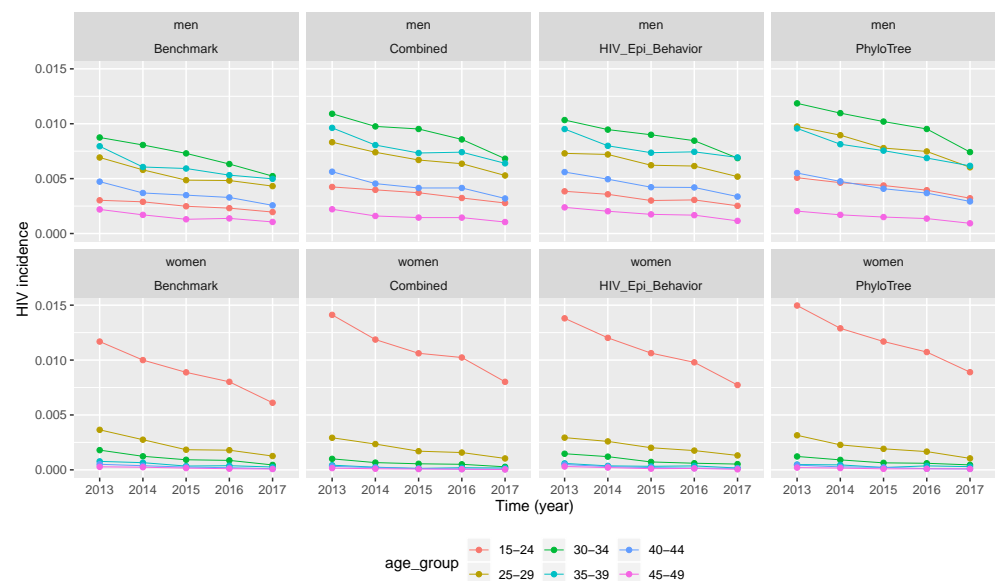 men men men men
Benchmark Combined HIV_Epi_Behavior PhyloTree
0.015
0.010
0.005
0.000
women women women women
Benchmark Combined HIV_Epi_Behavior PhyloTree
0.015
0.010
0.005
0.000
HIV incidence
2013 2014 2015 2016 2017 2013 2014 2015 2016 2017 2013 2014 2015 2016 2017 2013 2014 2015 2016 2017
Time (year)
age_group
15−24 30−34 40−44
25−29 35−39 45−49